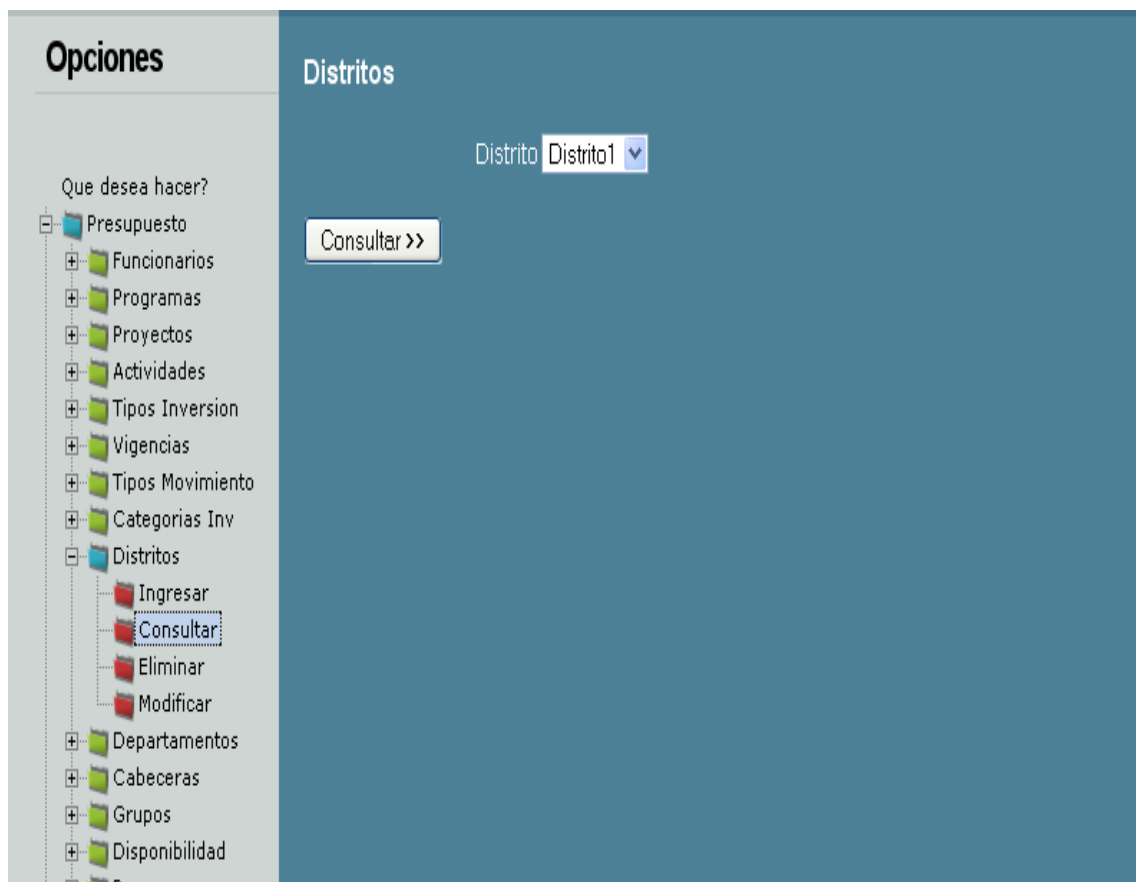 Opciones
Que desea hacer?
Presupuesto
Funcionarios
Programas
Proyectos
Actividades
Tipos Inversion
Vigencias
Tipos Movimiento
Categorias Inv
Distritos
Ingresar
Consultar
Eliminar
Modificar
Departamentos
Cabeceras
Grupos
Disponibilidad
Distritos
Distrito Distrito1
Consultar >>